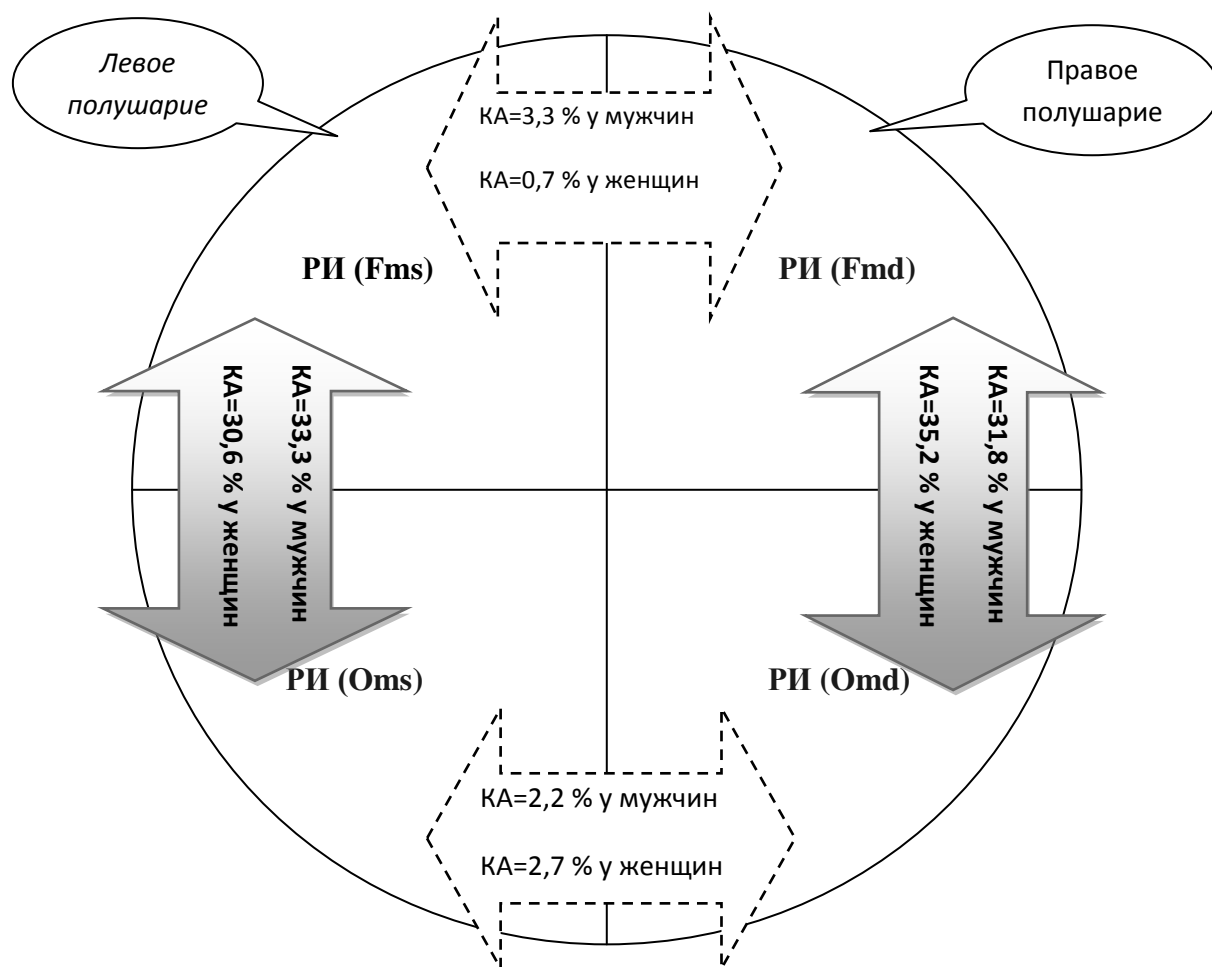 Левое
полушарие
Правое
полушарие
КА=3,3 % у мужчин
КА=0,7 % у женщин
РИ (Fms)
РИ (Fmd)
КА=33,3 % у мужчин
КА=30,6 % у женщин
КА=31,8 % у мужчин
КА=35,2 % у женщин
РИ (Oms)
РИ (Omd)
КА=2,2 % у мужчин
КА=2,7 % у женщин